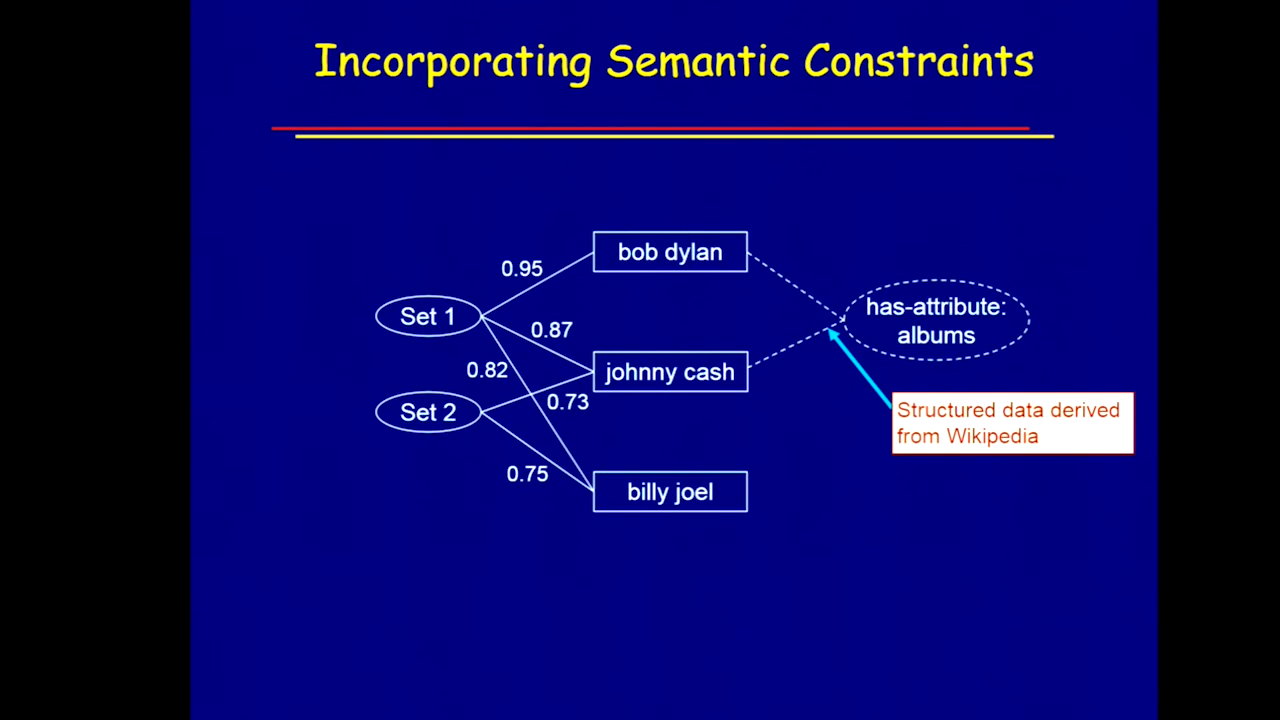 Incorporating Semantic Constraints
bob dylan
0.95
has-attribute:
albums
Set 1
0.87
0.82
johnny cash
0.73
Set 2
Structured data derived
from Wikipedia
0.75
billy joel